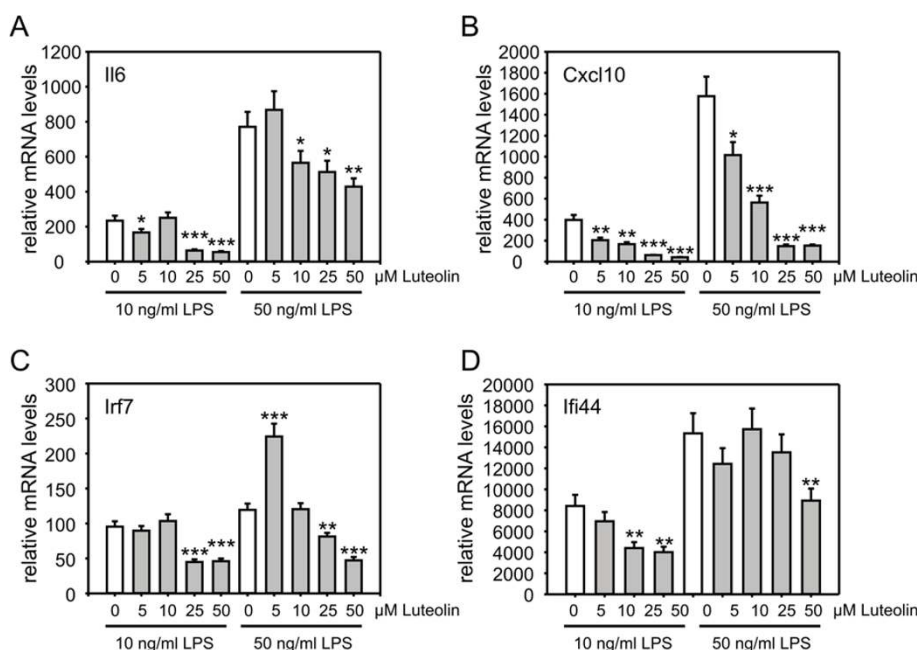 A
1200
1000
800
600
400
200
0
relative mRNA levels
Il6
* *** *** * * **
0 5 10 25 50 0 5 10 25 50 µM Luteolin
10 ng/ml LPS 50 ng/ml LPS
B
2000
1800
1600
1400
1200
1000
800
600
400
200
0
relative mRNA levels
Cxcl10
** ** *** *** * *** *** ***
0 5 10 25 50 0 5 10 25 50 µM Luteolin
10 ng/ml LPS 50 ng/ml LPS
C
300
250
200
150
100
50
0
relative mRNA levels
Irf7
*** *** *** ** ***
0 5 10 25 50 0 5 10 25 50 µM Luteolin
10 ng/ml LPS 50 ng/ml LPS
D
20000
18000
16000
14000
12000
10000
8000
6000
4000
2000
0
relative mRNA levels
Ifi44
** ** **
0 5 10 25 50 0 5 10 25 50 µM Luteolin
10 ng/ml LPS 50 ng/ml LPS